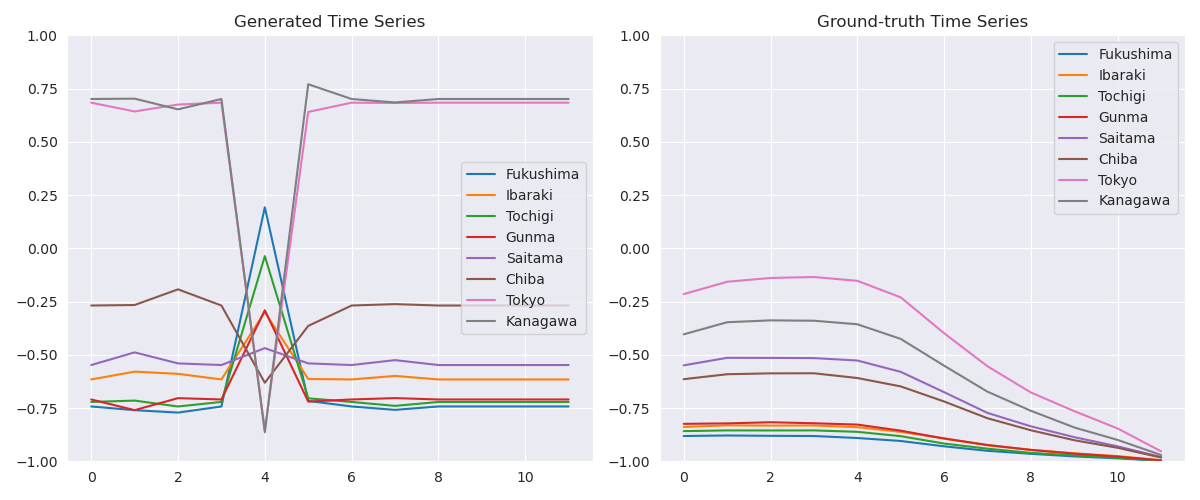 Generated Time Series
1.00
0.75
0.50
0.25
0.00
−0.25
−0.50
−0.75
−1.00
0
2
4
6
8
10
Fukushima
Ibaraki
Tochigi
Gunma
Saitama
Chiba
Tokyo
Kanagawa
Ground-truth Time Series
1.00
0.75
0.50
0.25
0.00
−0.25
−0.50
−0.75
−1.00
0
2
4
6
8
10
Fukushima
Ibaraki
Tochigi
Gunma
Saitama
Chiba
Tokyo
Kanagawa